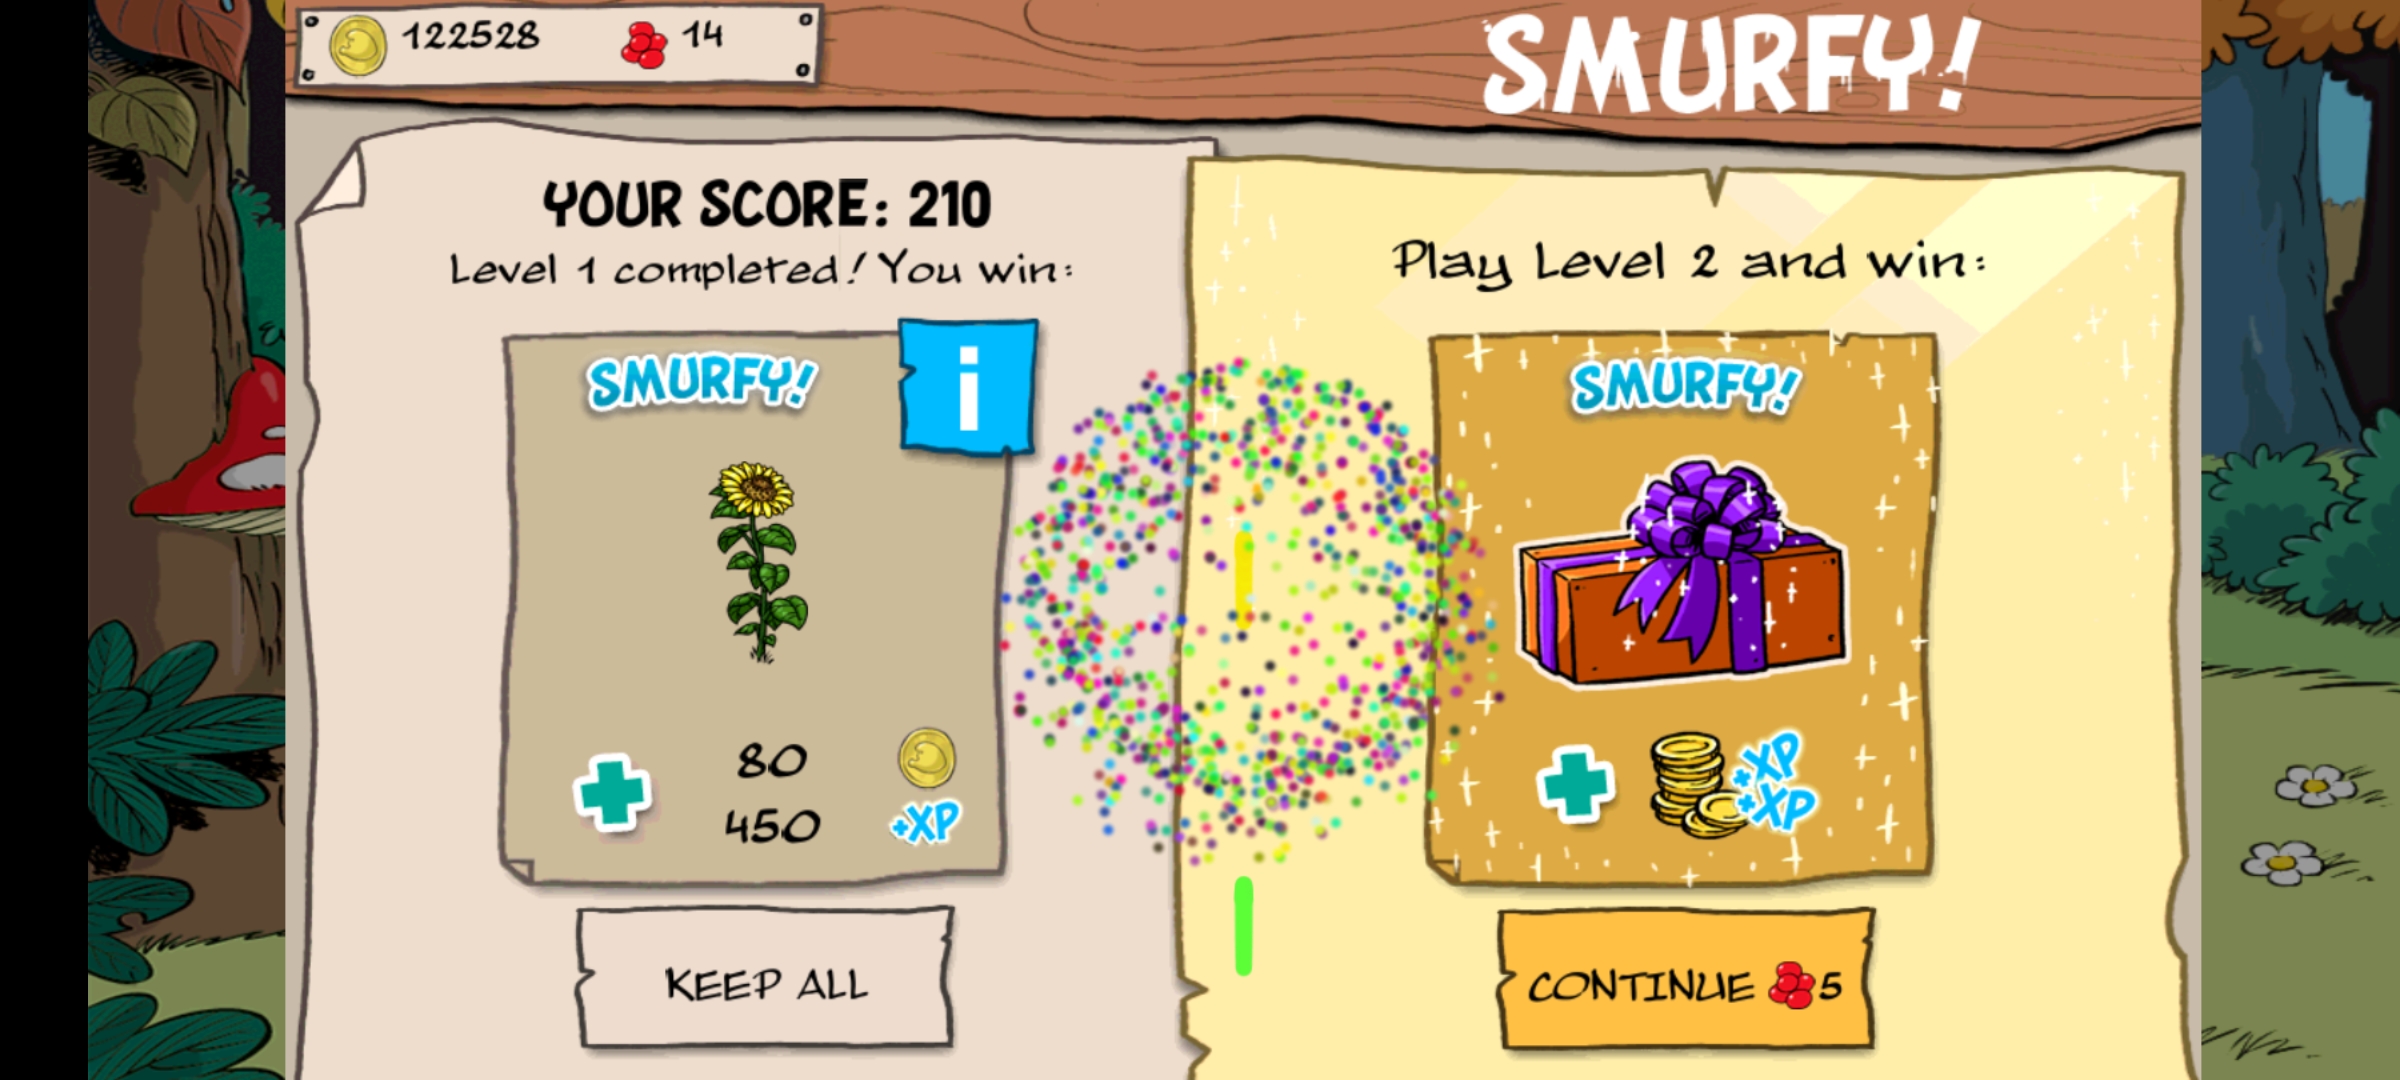 122528
14
SMURFY!
YOUR SCORE: 210
Level 1 completed! You win:
SMURFY!
i
80
450
+XP
KEEP ALL
Play Level 2 and win:
SMURFY!
+XP
+XP
CONTINUE 5